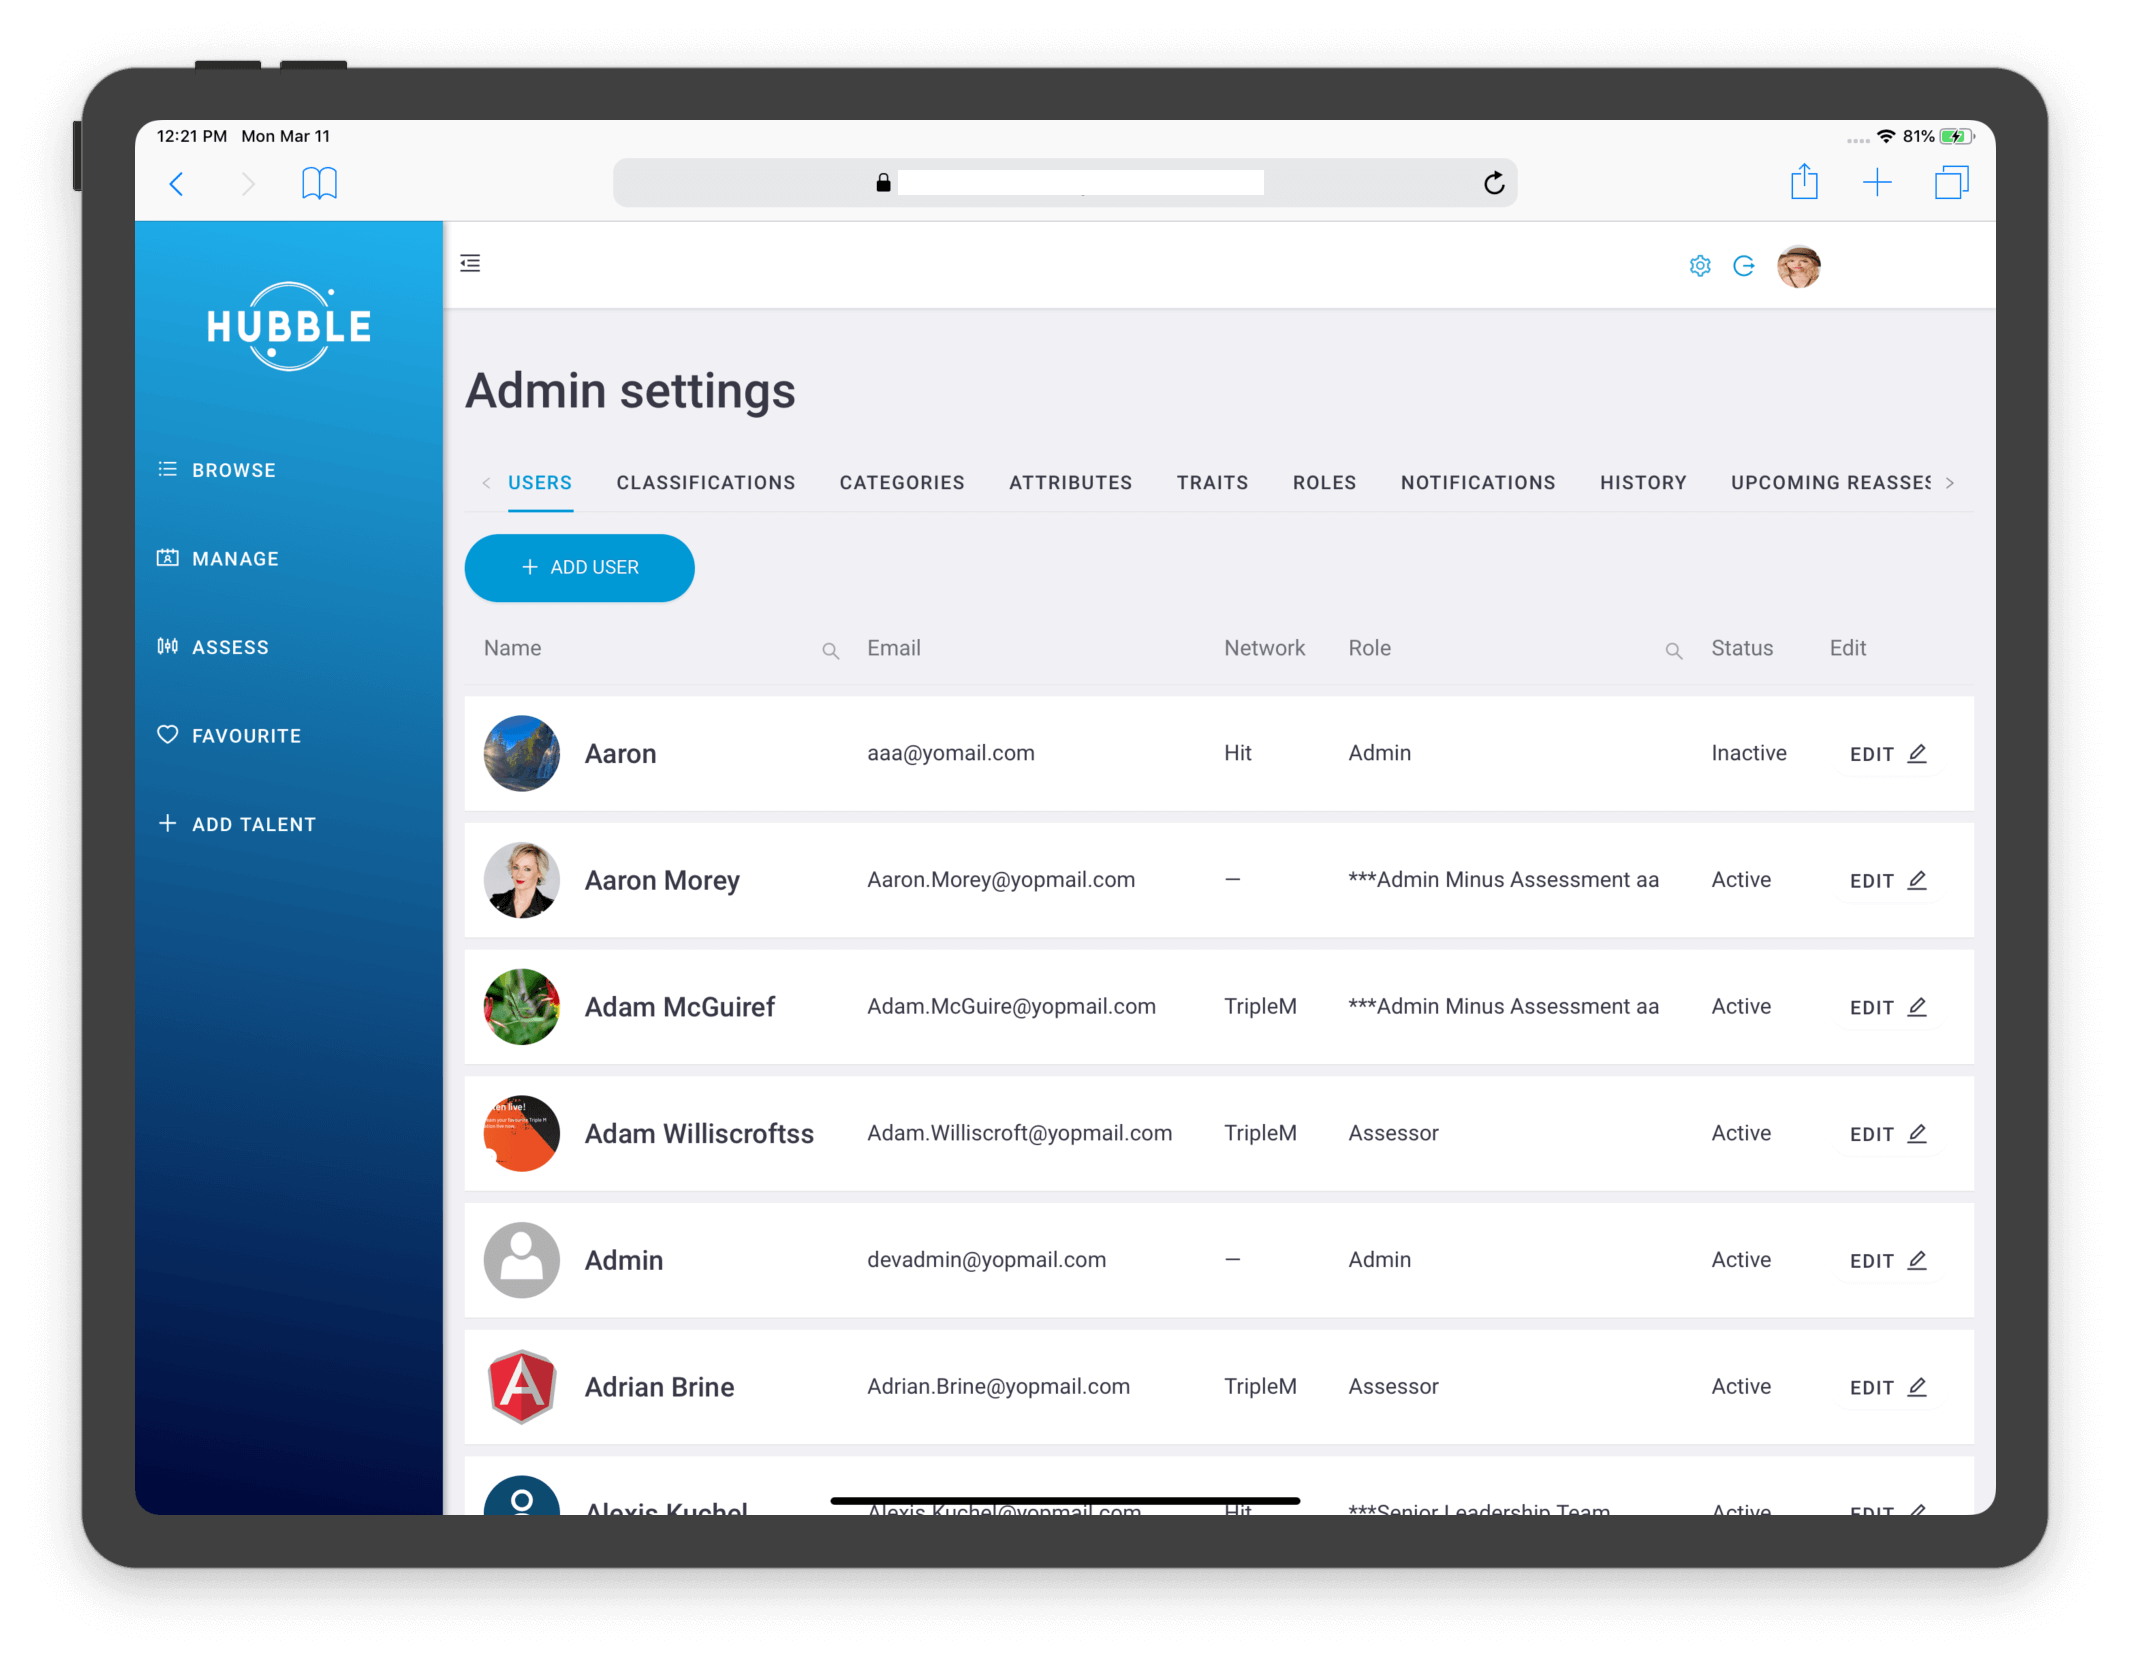 12:21 PM Mon Mar 11
81%
HUBBLE
BROWSE
MANAGE
ASSESS
FAVOURITE
ADD TALENT
Admin settings
USERS CLASSIFICATIONS CATEGORIES ATTRIBUTES TRAITS ROLES NOTIFICATIONS HISTORY UPCOMING REASSES
+ ADD USER
Name Email Network Role Status Edit
Aaron aaa@yomail.com Hit Admin Inactive EDIT
Aaron Morey Aaron.Morey@yopmail.com — ***Admin Minus Assessment aa Active EDIT
Adam McGuiref Adam.McGuire@yopmail.com TripleM ***Admin Minus Assessment aa Active EDIT
en live!
Adam Williscroftss Adam.Williscroft@yopmail.com TripleM Assessor Active EDIT
Admin devadmin@yopmail.com — Admin Active EDIT
A
Adrian Brine Adrian.Brine@yopmail.com TripleM Assessor Active EDIT
Alexis Kuchel Alexis.Kuchel@yopmail.com Hit ***Senior Leadership Team Active EDIT